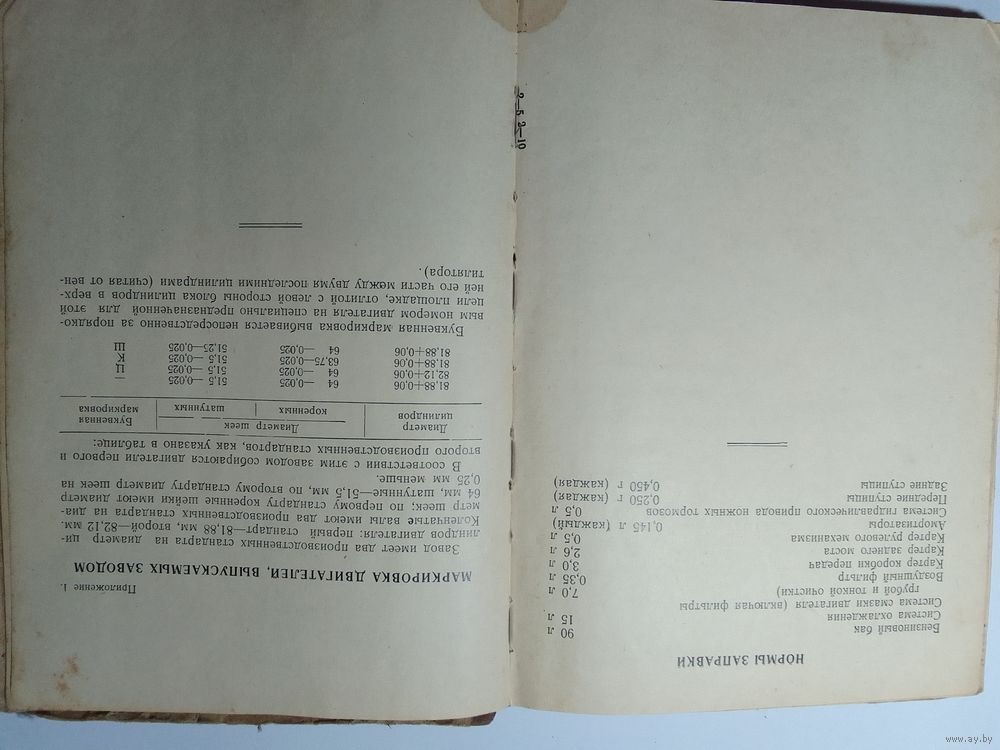 НОРМЫ ЗАПРАВКИ
Бензиновый бак 90 л
Система охлаждения 15 л
Система смазки двигателя (включая фильтры
грубой и тонкой очистки) 7,0 л
Воздушный фильтр 0,35 л
Картер коробки передач 3,0 л
Картер заднего моста 2,6 л
Картер рулевого механизма 0,5 л
Амортизаторы 0,145 л (каждый)
Система гидравлического привода ножных тормозов 0,5 л
Передние ступицы 0,250 г (каждая)
Задние ступицы 0,450 г (каждая)
Приложение 1.
МАРКИРОВКА ДВИГАТЕЛЕЙ, ВЫПУСКАЕМЫХ ЗАВОДОМ
Завод имеет два производственных стандарта на диаметр ци-
линдров двигателя: первый стандарт—81,88 мм, второй—82,12 мм.
Коленчатые валы имеют два производственных стандарта на диа-
метр шеек: по первому стандарту коренные шейки имеют диаметр
64 мм, шатунные—51,5 мм, по второму стандарту диаметр шеек на
0,25 мм меньше.
В соответствии с этим заводом собираются двигатели первого и
второго производственных стандартов, как указано в таблице:
Диаметр
цилиндров
Диаметр шеек
коренных
шатунных
Буквенная
маркировка
81,88+0,06 64 —0,025 51,5 —0,025 —
82,12+0,06 64 —0,025 51,5 —0,025 Ц
81,88+0,06 63,75—0,025 51,5 —0,025 К
81,88+0,06 64 —0,025 51,25—0,025 Ш
Буквенная маркировка выбивается непосредственно за порядко-
вым номером двигателя на специально предназначенной для этой
цели площадке, отлитой с левой стороны блока цилиндров в верх-
ней его части между двумя последними цилиндрами (считая от вен-
тилятора).
2—5 3—10
www.ay.by